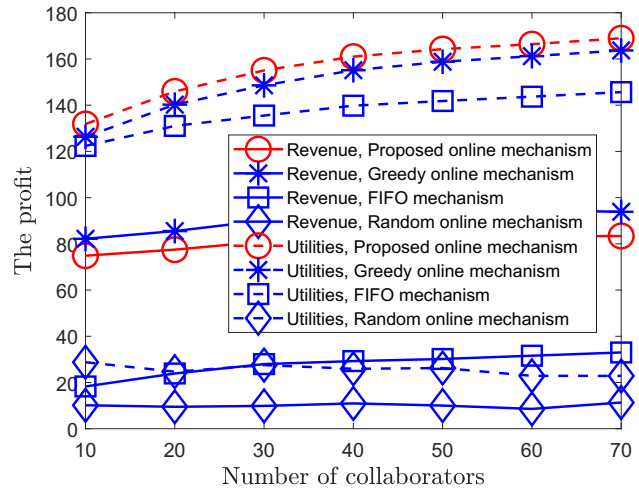 180
160
140
120
100
80
60
40
20
0
The profit
Revenue, Proposed online mechanism
Revenue, Greedy online mechanism
Revenue, FIFO mechanism
Revenue, Random online mechanism
Utilities, Proposed online mechanism
Utilities, Greedy online mechanism
Utilities, FIFO mechanism
Utilities, Random online mechanism
10 20 30 40 50 60 70
Number of collaborators